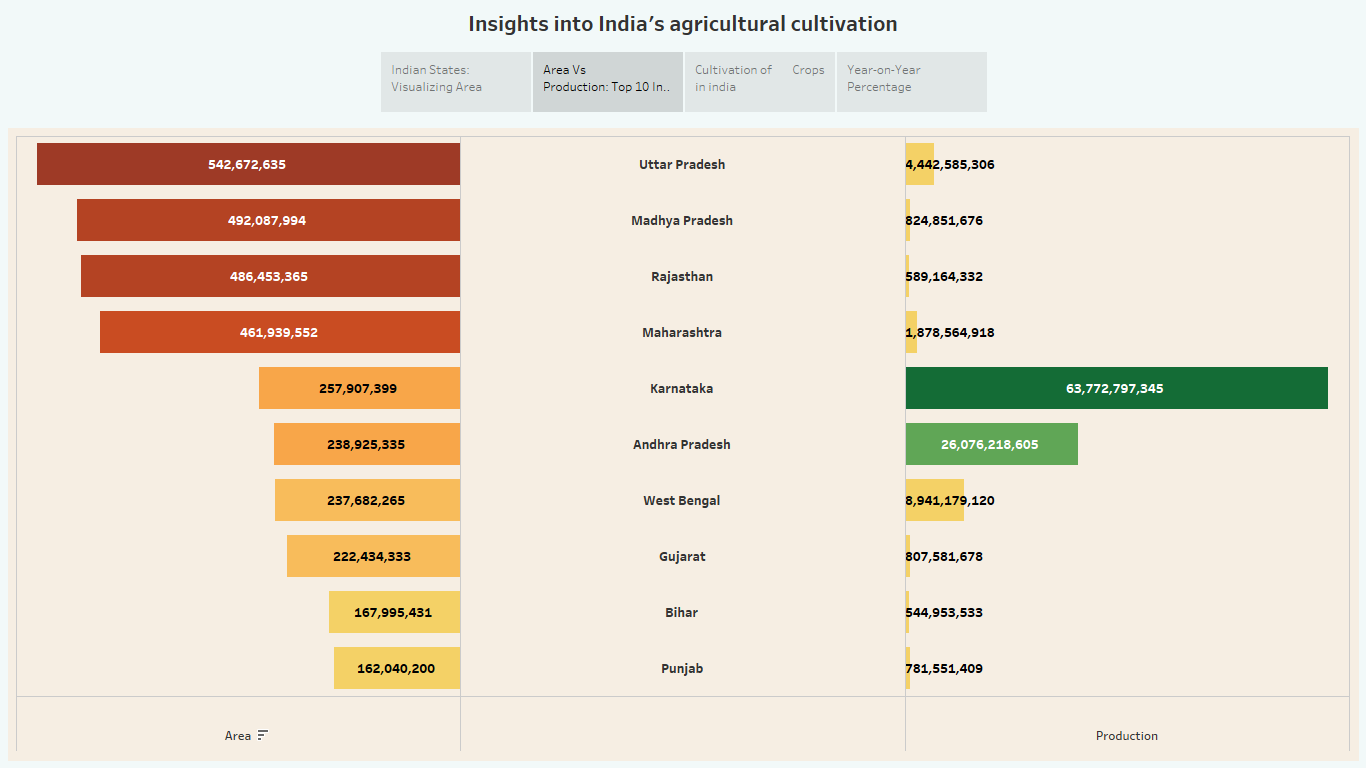 Insights into India’s agricultural cultivation
Indian States:
Visualizing Area
Area Vs
Production: Top 10 In..
Cultivation of Crops
in india
Year-on-Year
Percentage
542,672,635 Uttar Pradesh 4,442,585,306
492,087,994 Madhya Pradesh 824,851,676
486,453,365 Rajasthan 589,164,332
461,939,552 Maharashtra 1,878,564,918
257,907,399 Karnataka 63,772,797,345
238,925,335 Andhra Pradesh 26,076,218,605
237,682,265 West Bengal 8,941,179,120
222,434,333 Gujarat 807,581,678
167,995,431 Bihar 544,953,533
162,040,200 Punjab 781,551,409
Area Production